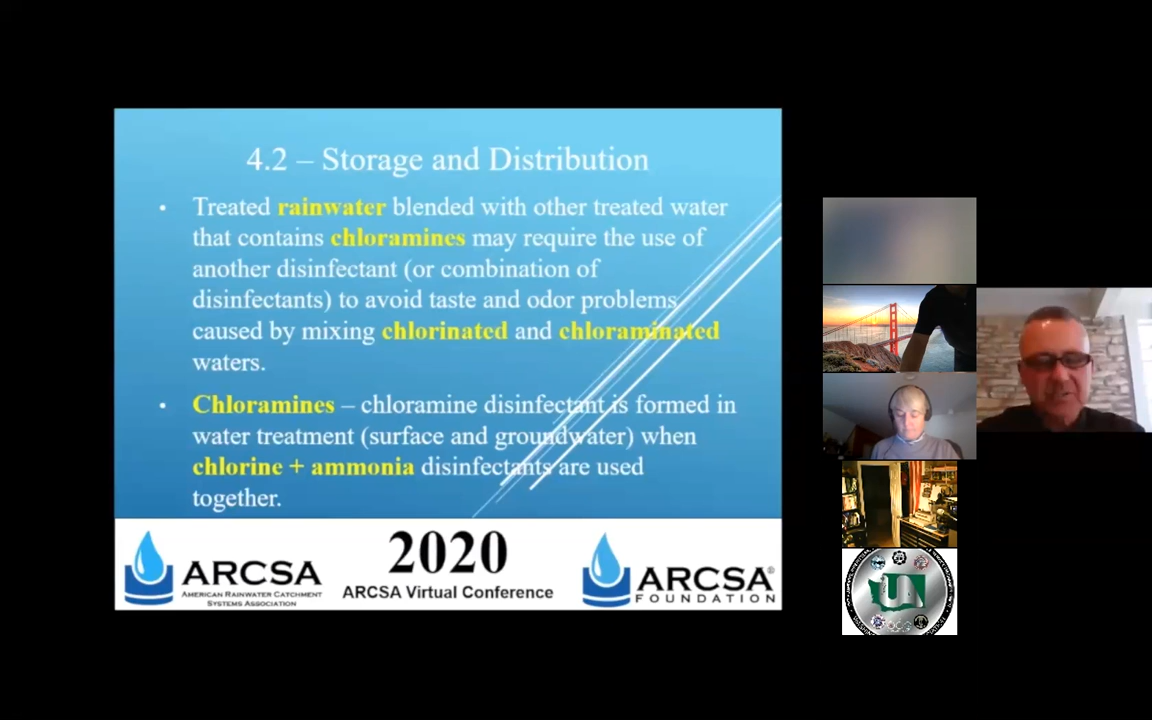 4.2 – Storage and Distribution
• Treated rainwater blended with other treated water
that contains chloramines may require the use of
another disinfectant (or combination of
disinfectants) to avoid taste and odor problems
caused by mixing chlorinated and chloraminated
waters.
• Chloramines – chloramine disinfectant is formed in
water treatment (surface and groundwater) when
chlorine + ammonia disinfectants are used
together.
ARCSA
AMERICAN RAINWATER CATCHMENT
SYSTEMS ASSOCIATION
2020
ARCSA Virtual Conference
ARCSA®
FOUNDATION